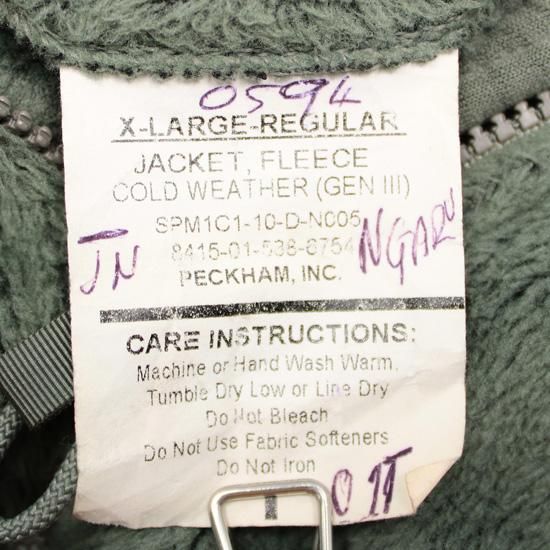 0594
X-LARGE-REGULAR
JACKET, FLEECE
COLD WEATHER (GEN III)
SPM1C1-10-D-N005
8415-01-538-6754
JN
PECKHAM, INC.
CARE INSTRUCTIONS:
Machine or Hand Wash Warm,
Tumble Dry Low or Line Dry
Do Not Bleach
Do Not Use Fabric Softeners
Do Not Iron